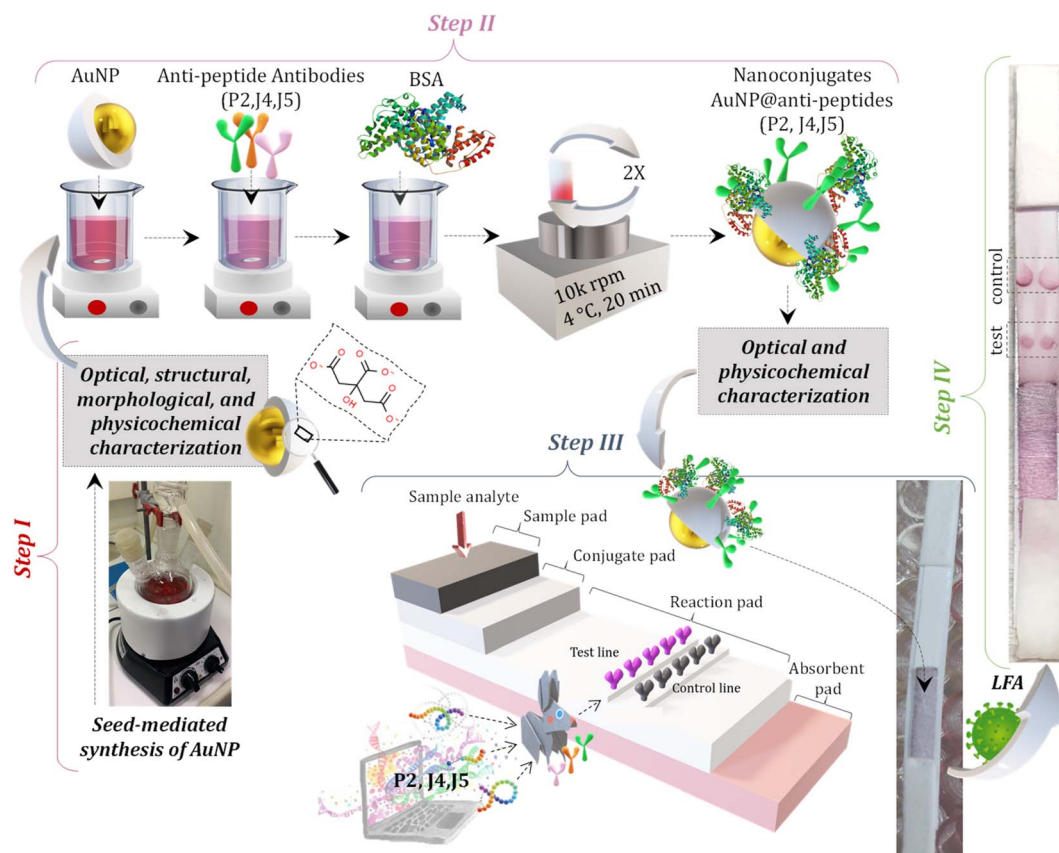 Step II
AuNP
Anti-peptide Antibodies
(P2,J4,J5)
BSA
2X
10k rpm
4 °C, 20 min
Nanoconjugates
AuNP@anti-peptides
(P2, J4,J5)
Optical and
physicochemical
characterization
Step I
Optical, structural,
morphological, and
physicochemical
characterization
O
O-
O
O-
OH
O
O-
Seed-mediated
synthesis of AuNP
Step III
Sample analyte
Sample pad
Conjugate pad
Reaction pad
Test line
Control line
Absorbent
pad
P2, J4,J5
Step IV
control
test
LFA